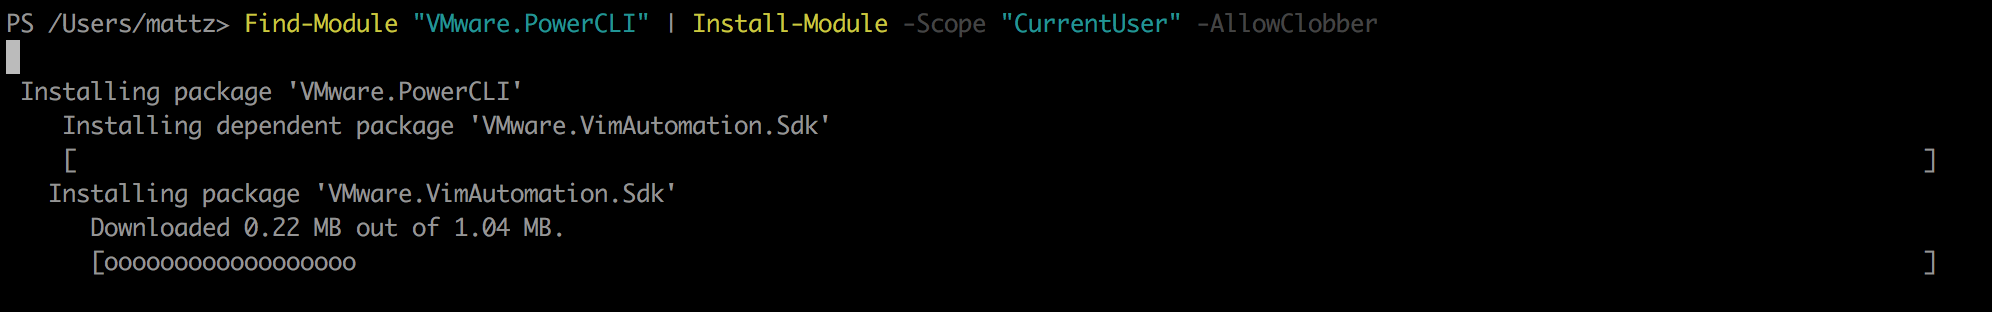 PS /Users/mattz> Find-Module "VMware.PowerCLI" | Install-Module -Scope "CurrentUser" -AllowClobber
Installing package 'VMware.PowerCLI'
Installing dependent package 'VMware.VimAutomation.Sdk'
[ ]
Installing package 'VMware.VimAutomation.Sdk'
Downloaded 0.22 MB out of 1.04 MB.
[oooooooooooooooooo ]